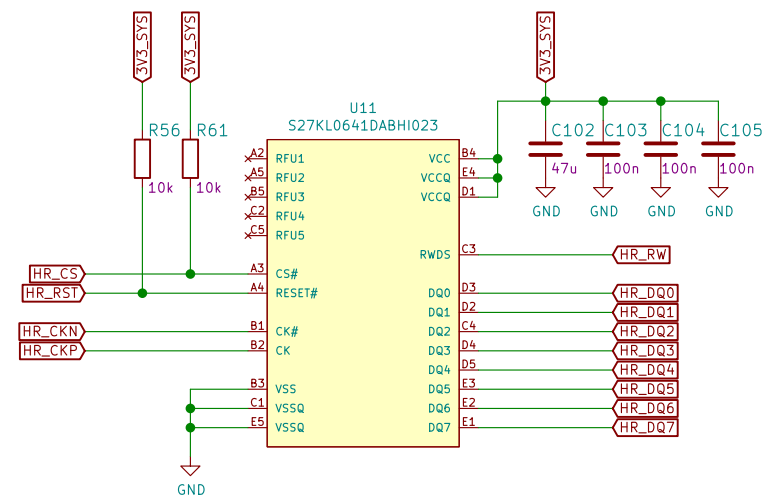 3V3_SYS
3V3_SYS
3V3_SYS
U11
S27KL0641DABHI023
R56
R61
10k
10k
C102
C103
C104
C105
47u
100n
100n
100n
GND
GND
GND
GND
A2 RFU1
A5 RFU2
B5 RFU3
C2 RFU4
C5 RFU5
VCC B4
VCCQ E4
VCCQ D1
RWDS C3 HR_RW
HR_CS A3 CS#
HR_RST A4 RESET#
DQ0 D3 HR_DQ0
DQ1 D2 HR_DQ1
HR_CKN B1 CK#
DQ2 C4 HR_DQ2
HR_CKP B2 CK
DQ3 D4 HR_DQ3
DQ4 D5 HR_DQ4
B3 VSS
DQ5 E3 HR_DQ5
C1 VSSQ
DQ6 E2 HR_DQ6
E5 VSSQ
DQ7 E1 HR_DQ7
GND